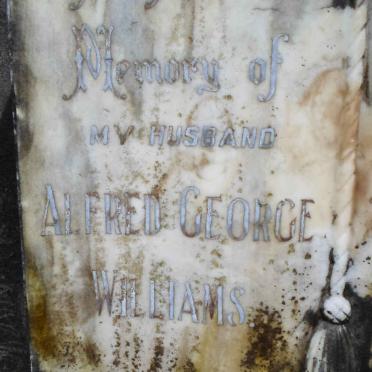 Memory of
MY HUSBAND
ALFRED GEORGE
WILLIAMS.